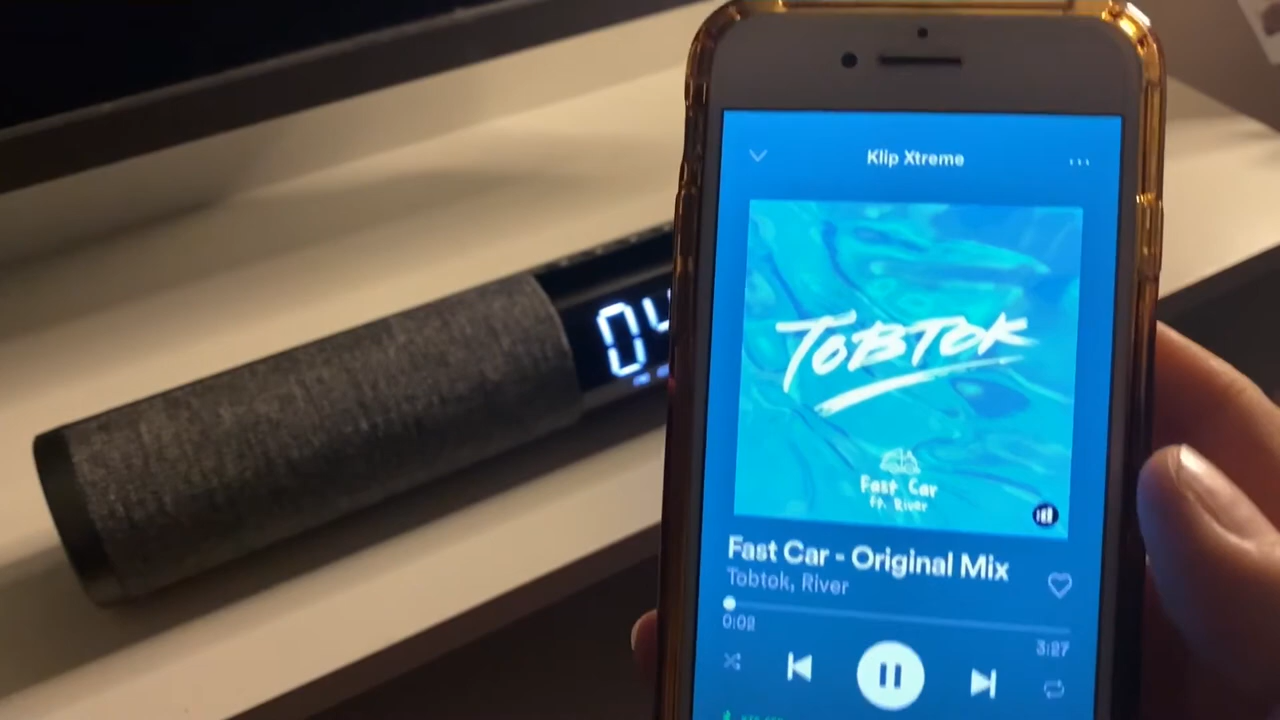 04
Klip Xtreme
TOBTOK
Fast Car
ft. River
Fast Car - Original Mix
Tobtok, River
0:02
3:27